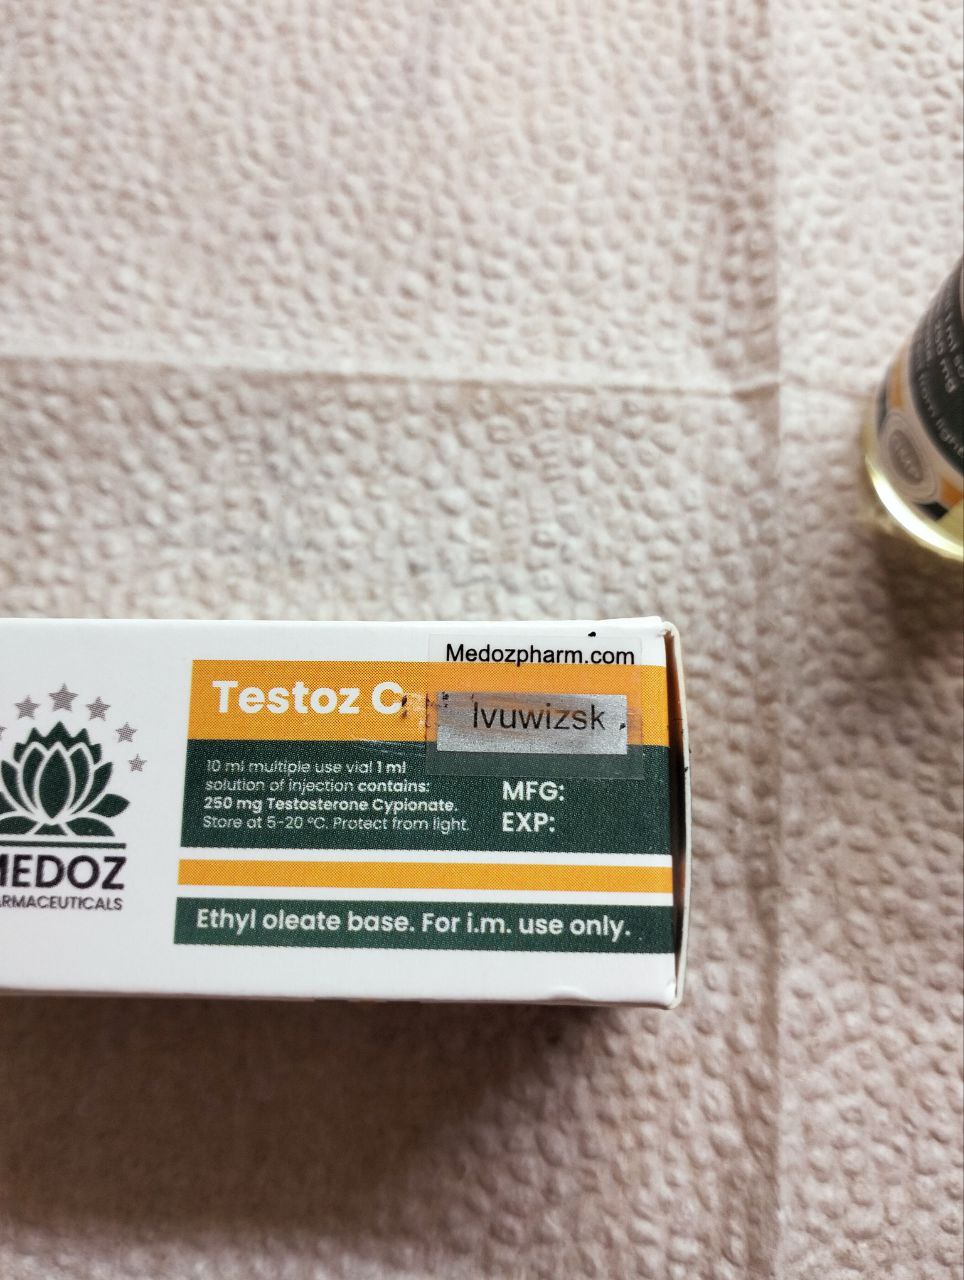 Medozpharm.com
Testoz C
Ivuwizsk
10 ml multiple use vial 1 ml
solution of injection contains:
250 mg Testosterone Cypionate.
Store at 5-20 °C. Protect from light.
MFG:
EXP:
MEDOZ
Ethyl oleate base. For i.m. use only.